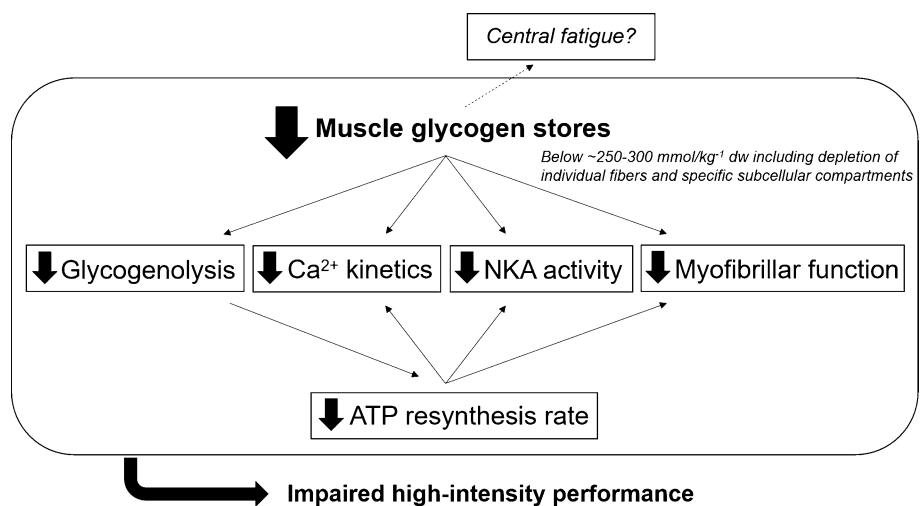 Central fatigue?
Muscle glycogen stores
Below ~250-300 mmol/kg⁻¹ dw including depletion of
individual fibers and specific subcellular compartments
Glycogenolysis
Ca²⁺ kinetics
NKA activity
Myofibrillar function
ATP resynthesis rate
Impaired high-intensity performance